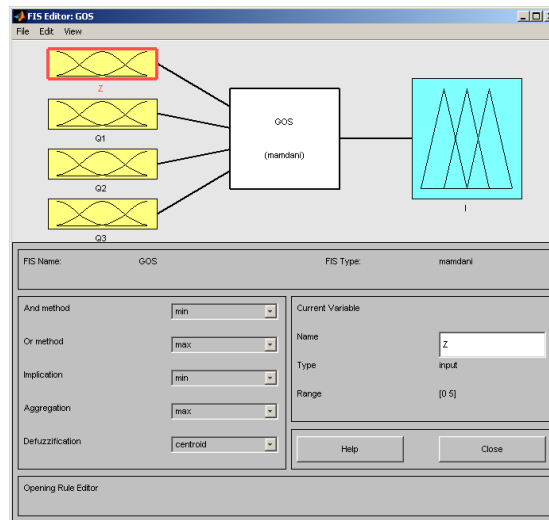 FIS Editor: GOS
File Edit View
Z
Q1
Q2
Q3
GOS
(mamdani)
I
FIS Name: GOS FIS Type: mamdani
And method min
Or method max
Implication min
Aggregation max
Defuzzification centroid
Current Variable
Name Z
Type input
Range [0 5]
Help Close
Opening Rule Editor